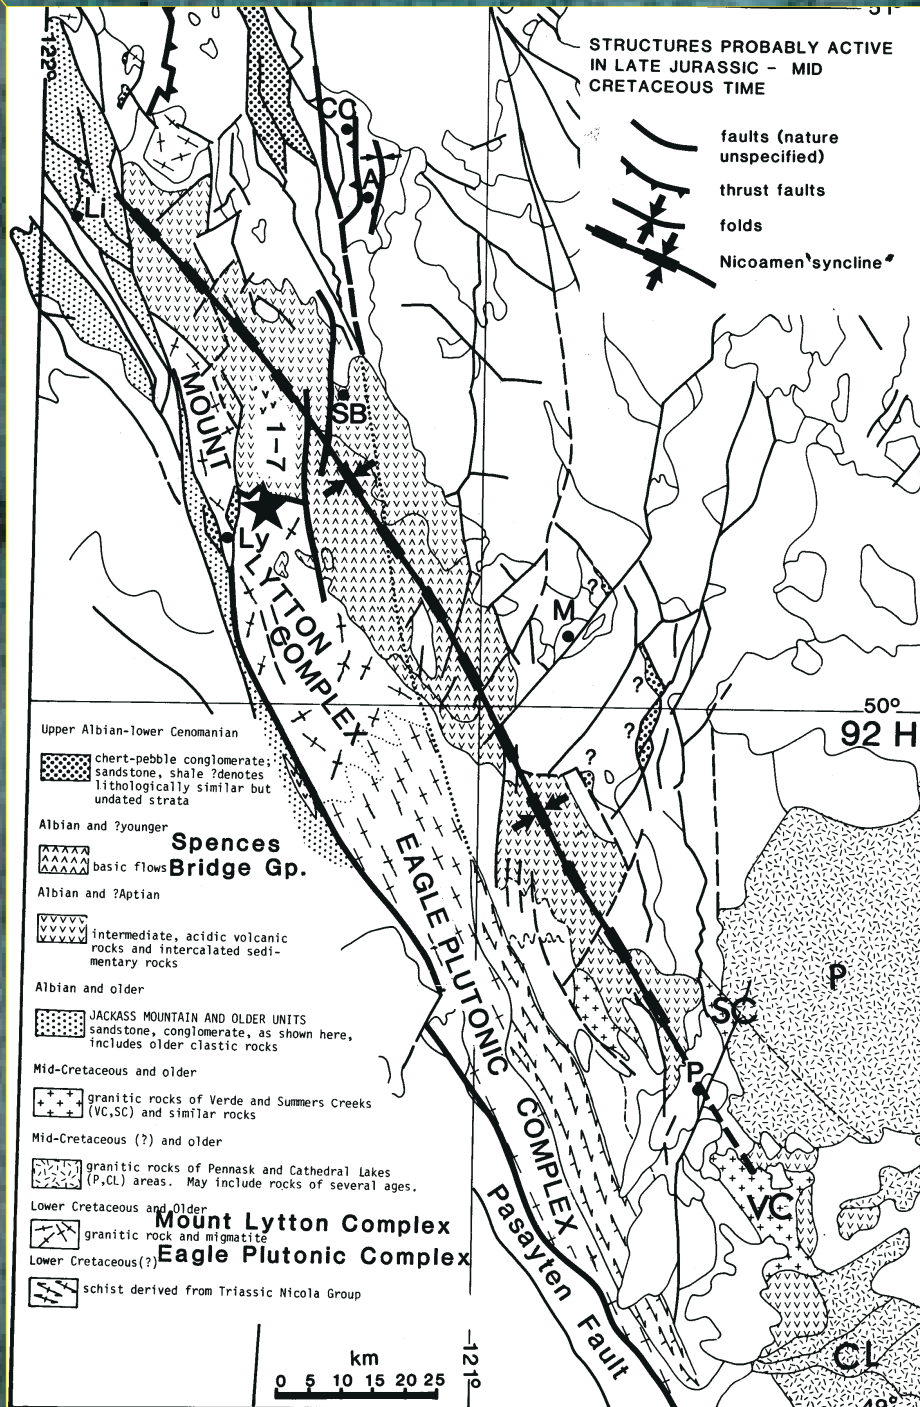 51°
122°
STRUCTURES PROBABLY ACTIVE
IN LATE JURASSIC - MID
CRETACEOUS TIME
faults (nature
unspecified)
thrust faults
folds
Nicoamen "syncline"
CC
A
Li
SB
MOUNT
1-7
Ly
LYTTON
COMPLEX
M
?
?
?
?
50°
92 H
Upper Albian-lower Cenomanian
chert-pebble conglomerate;
sandstone, shale ?denotes
lithologically similar but
undated strata
Albian and ?younger
Spences
basic flows Bridge Gp.
Albian and ?Aptian
intermediate, acidic volcanic
rocks and intercalated sedi-
mentary rocks
Albian and older
JACKASS MOUNTAIN AND OLDER UNITS
sandstone, conglomerate, as shown here,
includes older clastic rocks
Mid-Cretaceous and older
granitic rocks of Verde and Summers Creeks
(VC,SC) and similar rocks
Mid-Cretaceous (?) and older
granitic rocks of Pennask and Cathedral Lakes
(P,CL) areas. May include rocks of several ages.
Lower Cretaceous and Older
Mount Lytton Complex
granitic rock and migmatite
Lower Cretaceous(?) Eagle Plutonic Complex
schist derived from Triassic Nicola Group
EAGLE PLUTONIC COMPLEX
P
SC
P
VC
CL
Pasayten Fault
121°
49°
km
0 5 10 15 20 25